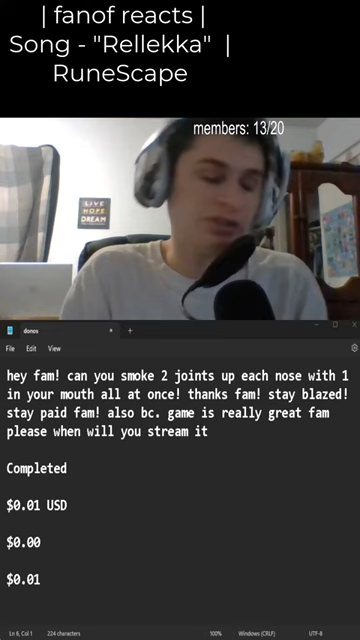 | fanof reacts |
Song - "Rellekka" |
RuneScape
members: 13/20
LIVE
HOPE
DREAM
donos
File Edit View
hey fam! can you smoke 2 joints up each nose with 1
in your mouth all at once! thanks fam! stay blazed!
stay paid fam! also bc. game is really great fam
please when will you stream it
Completed
$0.01 USD
$0.00
$0.01
Ln 6, Col 1 224 characters 100% Windows (CRLF) UTF-8